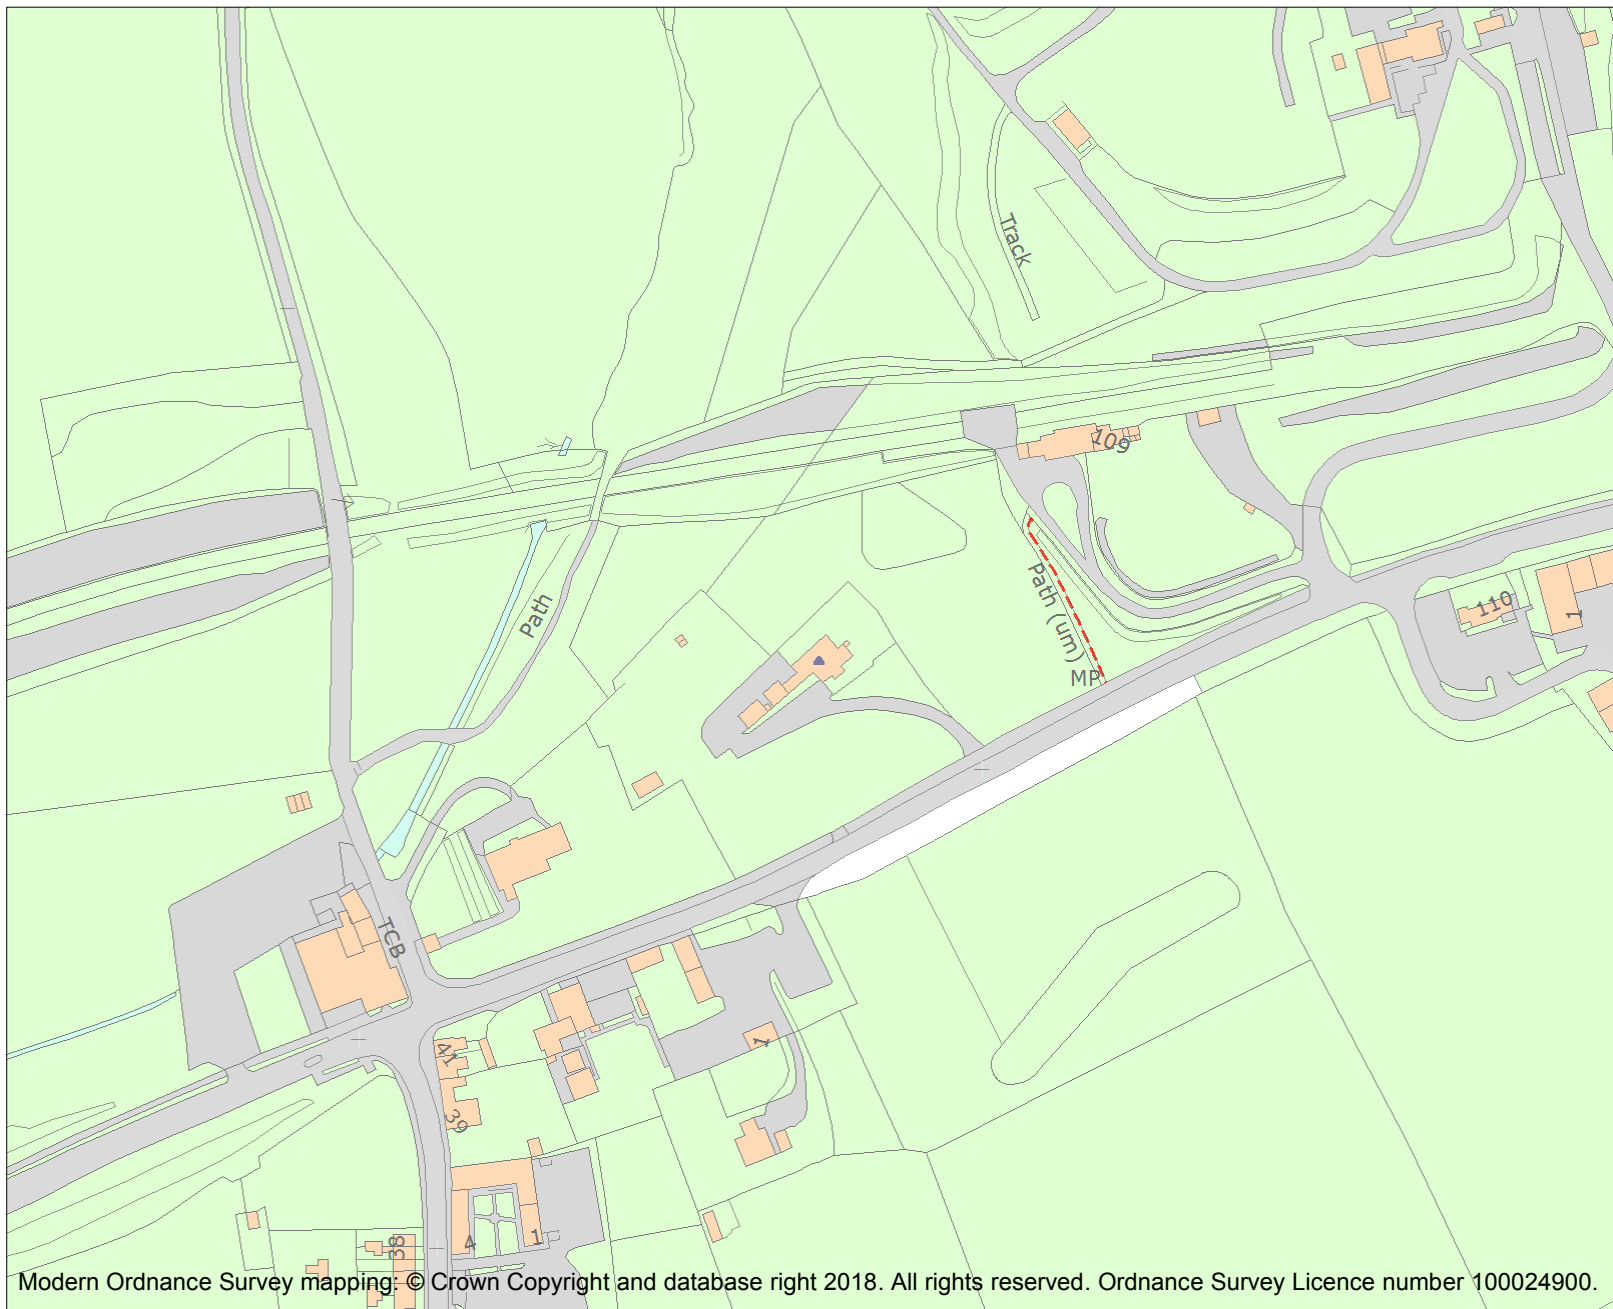 Track
109
Path
Path (um)
MP
110
1
TCB
41
39
1
4
1
38
Modern Ordnance Survey mapping: © Crown Copyright and database right 2018. All rights reserved. Ordnance Survey Licence number 100024900.